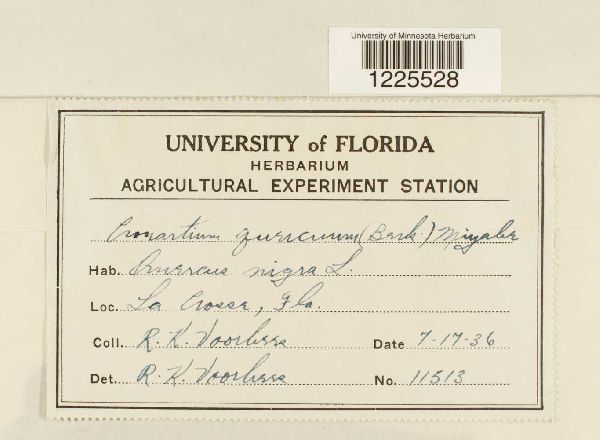 University of Minnesota Herbarium
1225528
UNIVERSITY of FLORIDA
HERBARIUM
AGRICULTURAL EXPERIMENT STATION
Cronartium quercuum (Berk.) Miyabe
Hab. Quercus nigra L.
Loc. La Crosse, Fla.
Coll. R. K. Voorhees Date 7-17-36
Det. R. K. Voorhees No. 11513